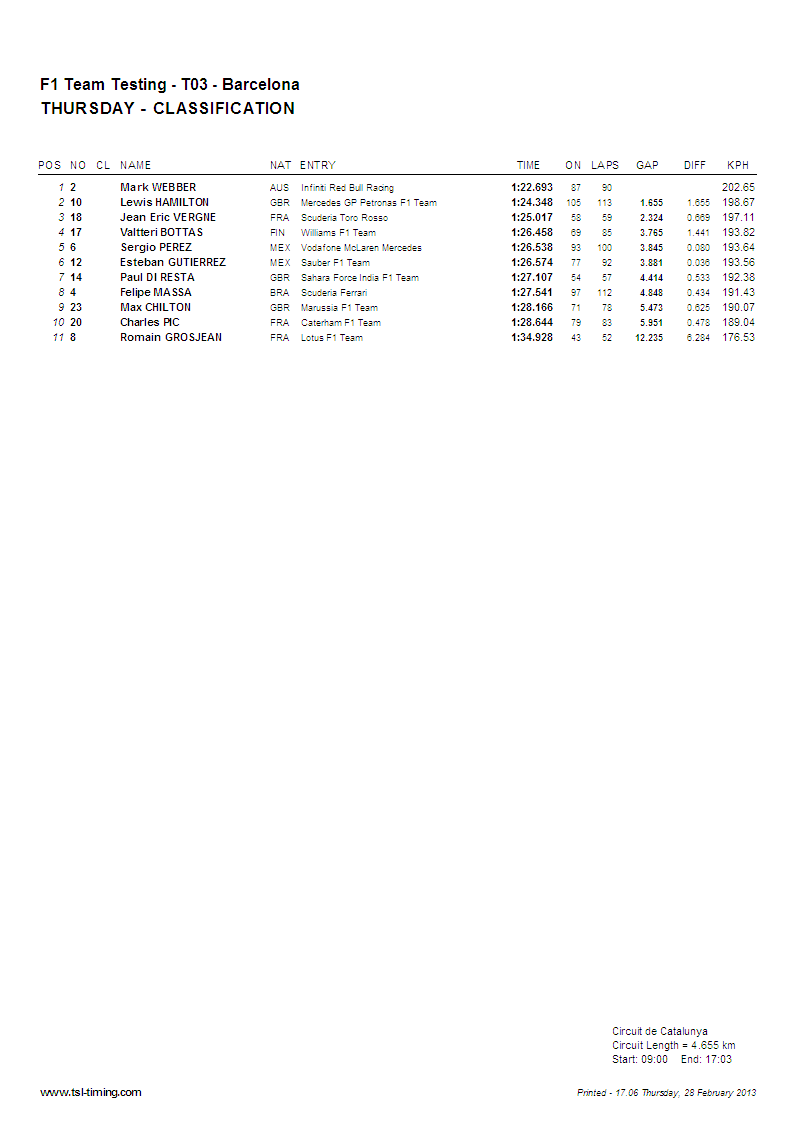 F1 Team Testing - T03 - Barcelona
THURSDAY - CLASSIFICATION
POS NO CL NAME NAT ENTRY TIME ON LAPS GAP DIFF KPH
1 2 Mark WEBBER AUS Infiniti Red Bull Racing 1:22.693 87 90 202.65
2 10 Lewis HAMILTON GBR Mercedes GP Petronas F1 Team 1:24.348 105 113 1.655 1.655 198.67
3 18 Jean Eric VERGNE FRA Scuderia Toro Rosso 1:25.017 58 59 2.324 0.669 197.11
4 17 Valtteri BOTTAS FIN Williams F1 Team 1:26.458 69 85 3.765 1.441 193.82
5 6 Sergio PEREZ MEX Vodafone McLaren Mercedes 1:26.538 93 100 3.845 0.080 193.64
6 12 Esteban GUTIERREZ MEX Sauber F1 Team 1:26.574 77 92 3.881 0.036 193.56
7 14 Paul DI RESTA GBR Sahara Force India F1 Team 1:27.107 54 57 4.414 0.533 192.38
8 4 Felipe MASSA BRA Scuderia Ferrari 1:27.541 97 112 4.848 0.434 191.43
9 23 Max CHILTON GBR Marussia F1 Team 1:28.166 71 78 5.473 0.625 190.07
10 20 Charles PIC FRA Caterham F1 Team 1:28.644 79 83 5.951 0.478 189.04
11 8 Romain GROSJEAN FRA Lotus F1 Team 1:34.928 43 52 12.235 6.284 176.53
Circuit de Catalunya
Circuit Length = 4.655 km
Start: 09:00 End: 17:03
www.tsl-timing.com Printed - 17:06 Thursday, 28 February 2013